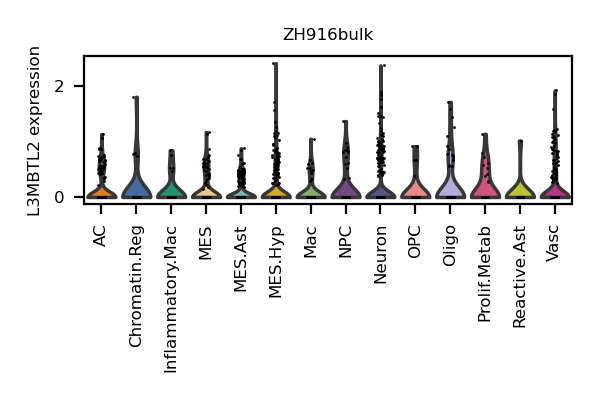 ZH916bulk
L3MBTL2 expression
2
0
AC
Chromatin.Reg
Inflammatory.Mac
MES
MES.Ast
MES.Hyp
Mac
NPC
Neuron
OPC
Oligo
Prolif.Metab
Reactive.Ast
Vasc